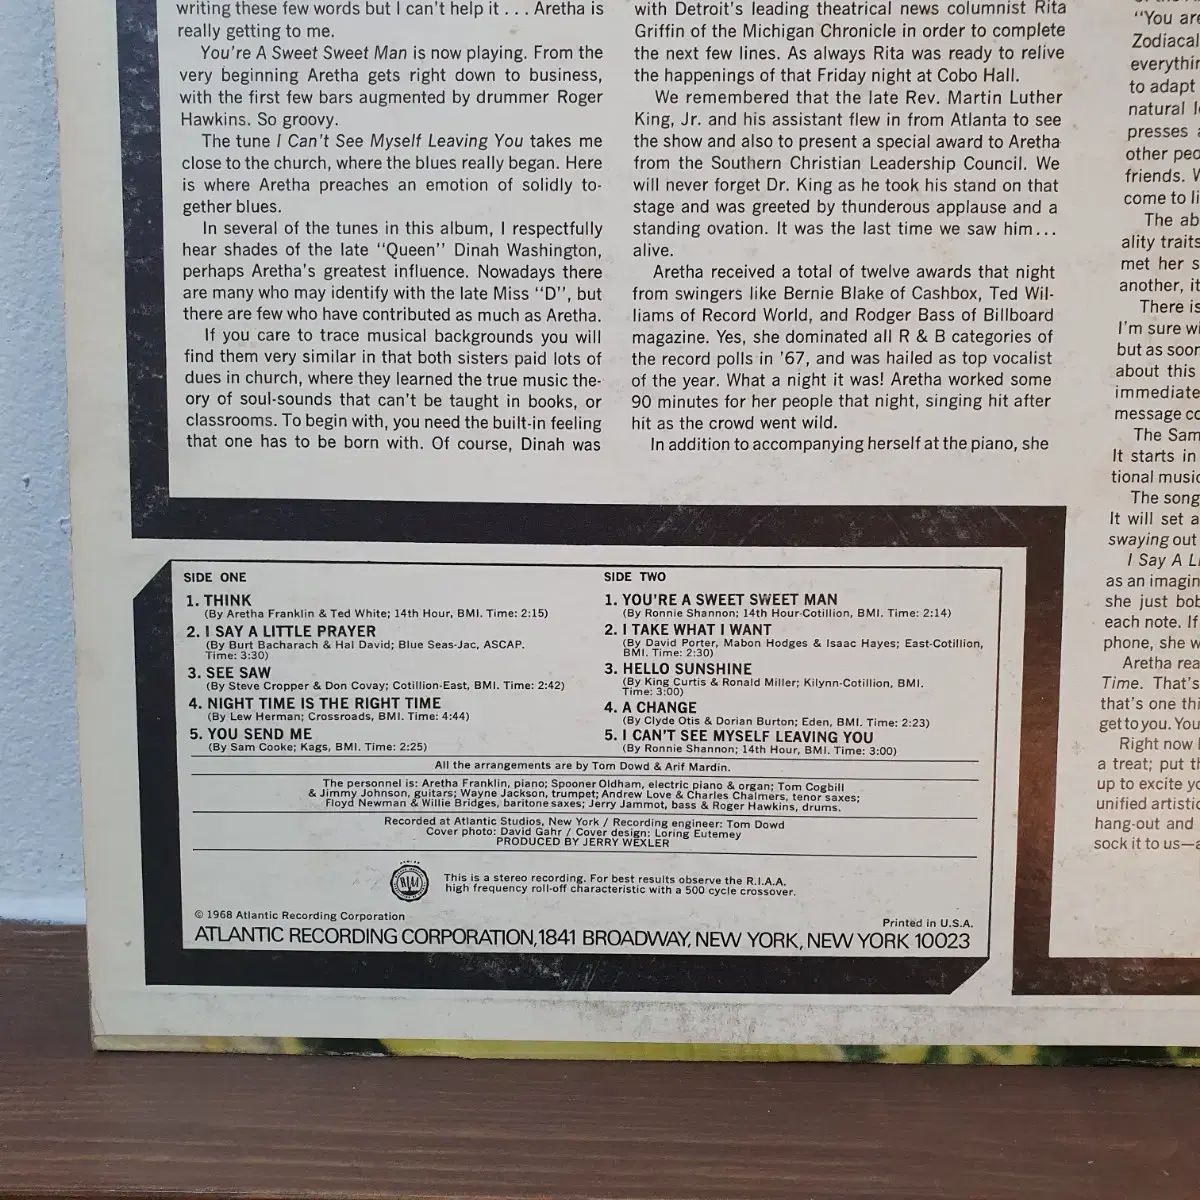 writing these few words but I can't help it . . . Aretha is
really getting to me.
You're A Sweet Sweet Man is now playing. From the
very beginning Aretha gets right down to business,
with the first few bars augmented by drummer Roger
Hawkins. So groovy.
The tune I Can't See Myself Leaving You takes me
close to the church, where the blues really began. Here
is where Aretha preaches an emotion of solidly to-
gether blues.
In several of the tunes in this album, I respectfully
hear shades of the late "Queen" Dinah Washington,
perhaps Aretha's greatest influence. Nowadays there
are many who may identify with the late Miss "D", but
there are few who have contributed as much as Aretha.
If you care to trace musical backgrounds you will
find them very similar in that both sisters paid lots of
dues in church, where they learned the true music the-
ory of soul-sounds that can't be taught in books, or
classrooms. To begin with, you need the built-in feeling
that one has to be born with. Of course, Dinah was
with Detroit's leading theatrical news columnist Rita
Griffin of the Michigan Chronicle in order to complete
the next few lines. As always Rita was ready to relive
the happenings of that Friday night at Cobo Hall.
We remembered that the late Rev. Martin Luther
King, Jr. and his assistant flew in from Atlanta to see
the show and also to present a special award to Aretha
from the Southern Christian Leadership Council. We
will never forget Dr. King as he took his stand on that
stage and was greeted by thunderous applause and a
standing ovation. It was the last time we saw him...
alive.
Aretha received a total of twelve awards that night
from swingers like Bernie Blake of Cashbox, Ted Wil-
liams of Record World, and Rodger Bass of Billboard
magazine. Yes, she dominated all R & B categories of
the record polls in '67, and was hailed as top vocalist
of the year. What a night it was! Aretha worked some
90 minutes for her people that night, singing hit after
hit as the crowd went wild.
In addition to accompanying herself at the piano, she
"You are
Zodiacal
everythin
to adapt
natural
presses
other peo
friends.
come to li
The ab
ality traits
met her s
another, it
There is
I'm sure wi
but as soon
about this
immediate
message co
The Sam
It starts in
tional music
The song
It will set a
swaying out
I Say A Li
as an imagin
she just bob
each note. If
phone, she w
Aretha rea
Time. That's
that's one thi
get to you. You
Right now
a treat; put th
up to excite yo
unified artistic
hang-out and
sock it to us—a
SIDE ONE
1. THINK
(By Aretha Franklin & Ted White; 14th Hour, BMI. Time: 2:15)
2. I SAY A LITTLE PRAYER
(By Burt Bacharach & Hal David; Blue Seas-Jac, ASCAP.
Time: 3:30)
3. SEE SAW
(By Steve Cropper & Don Covay; Cotillion-East, BMI. Time: 2:42)
4. NIGHT TIME IS THE RIGHT TIME
(By Lew Herman; Crossroads, BMI. Time: 4:44)
5. YOU SEND ME
(By Sam Cooke; Kags, BMI. Time: 2:25)
SIDE TWO
1. YOU'RE A SWEET SWEET MAN
(By Ronnie Shannon; 14th Hour-Cotillion, BMI. Time: 2:14)
2. I TAKE WHAT I WANT
(By David Porter, Mabon Hodges & Isaac Hayes; East-Cotillion,
BMI. Time: 2:30)
3. HELLO SUNSHINE
(By King Curtis & Ronald Miller; Kilynn-Cotillion, BMI.
Time: 3:00)
4. A CHANGE
(By Clyde Otis & Dorian Burton; Eden, BMI. Time: 2:23)
5. I CAN'T SEE MYSELF LEAVING YOU
(By Ronnie Shannon; 14th Hour, BMI. Time: 3:00)
All the arrangements are by Tom Dowd & Arif Mardin.
The personnel is: Aretha Franklin, piano; Spooner Oldham, electric piano & organ; Tom Cogbill
& Jimmy Johnson, guitars; Wayne Jackson, trumpet; Andrew Love & Charles Chalmers, tenor saxes;
Floyd Newman & Willie Bridges, baritone saxes; Jerry Jammot, bass & Roger Hawkins, drums.
Recorded at Atlantic Studios, New York / Recording engineer: Tom Dowd
Cover photo: David Gahr / Cover design: Loring Eutemey
PRODUCED BY JERRY WEXLER
This is a stereo recording. For best results observe the R.I.A.A.
high frequency roll-off characteristic with a 500 cycle crossover.
© 1968 Atlantic Recording Corporation
Printed in U.S.A.
ATLANTIC RECORDING CORPORATION, 1841 BROADWAY, NEW YORK, NEW YORK 10023